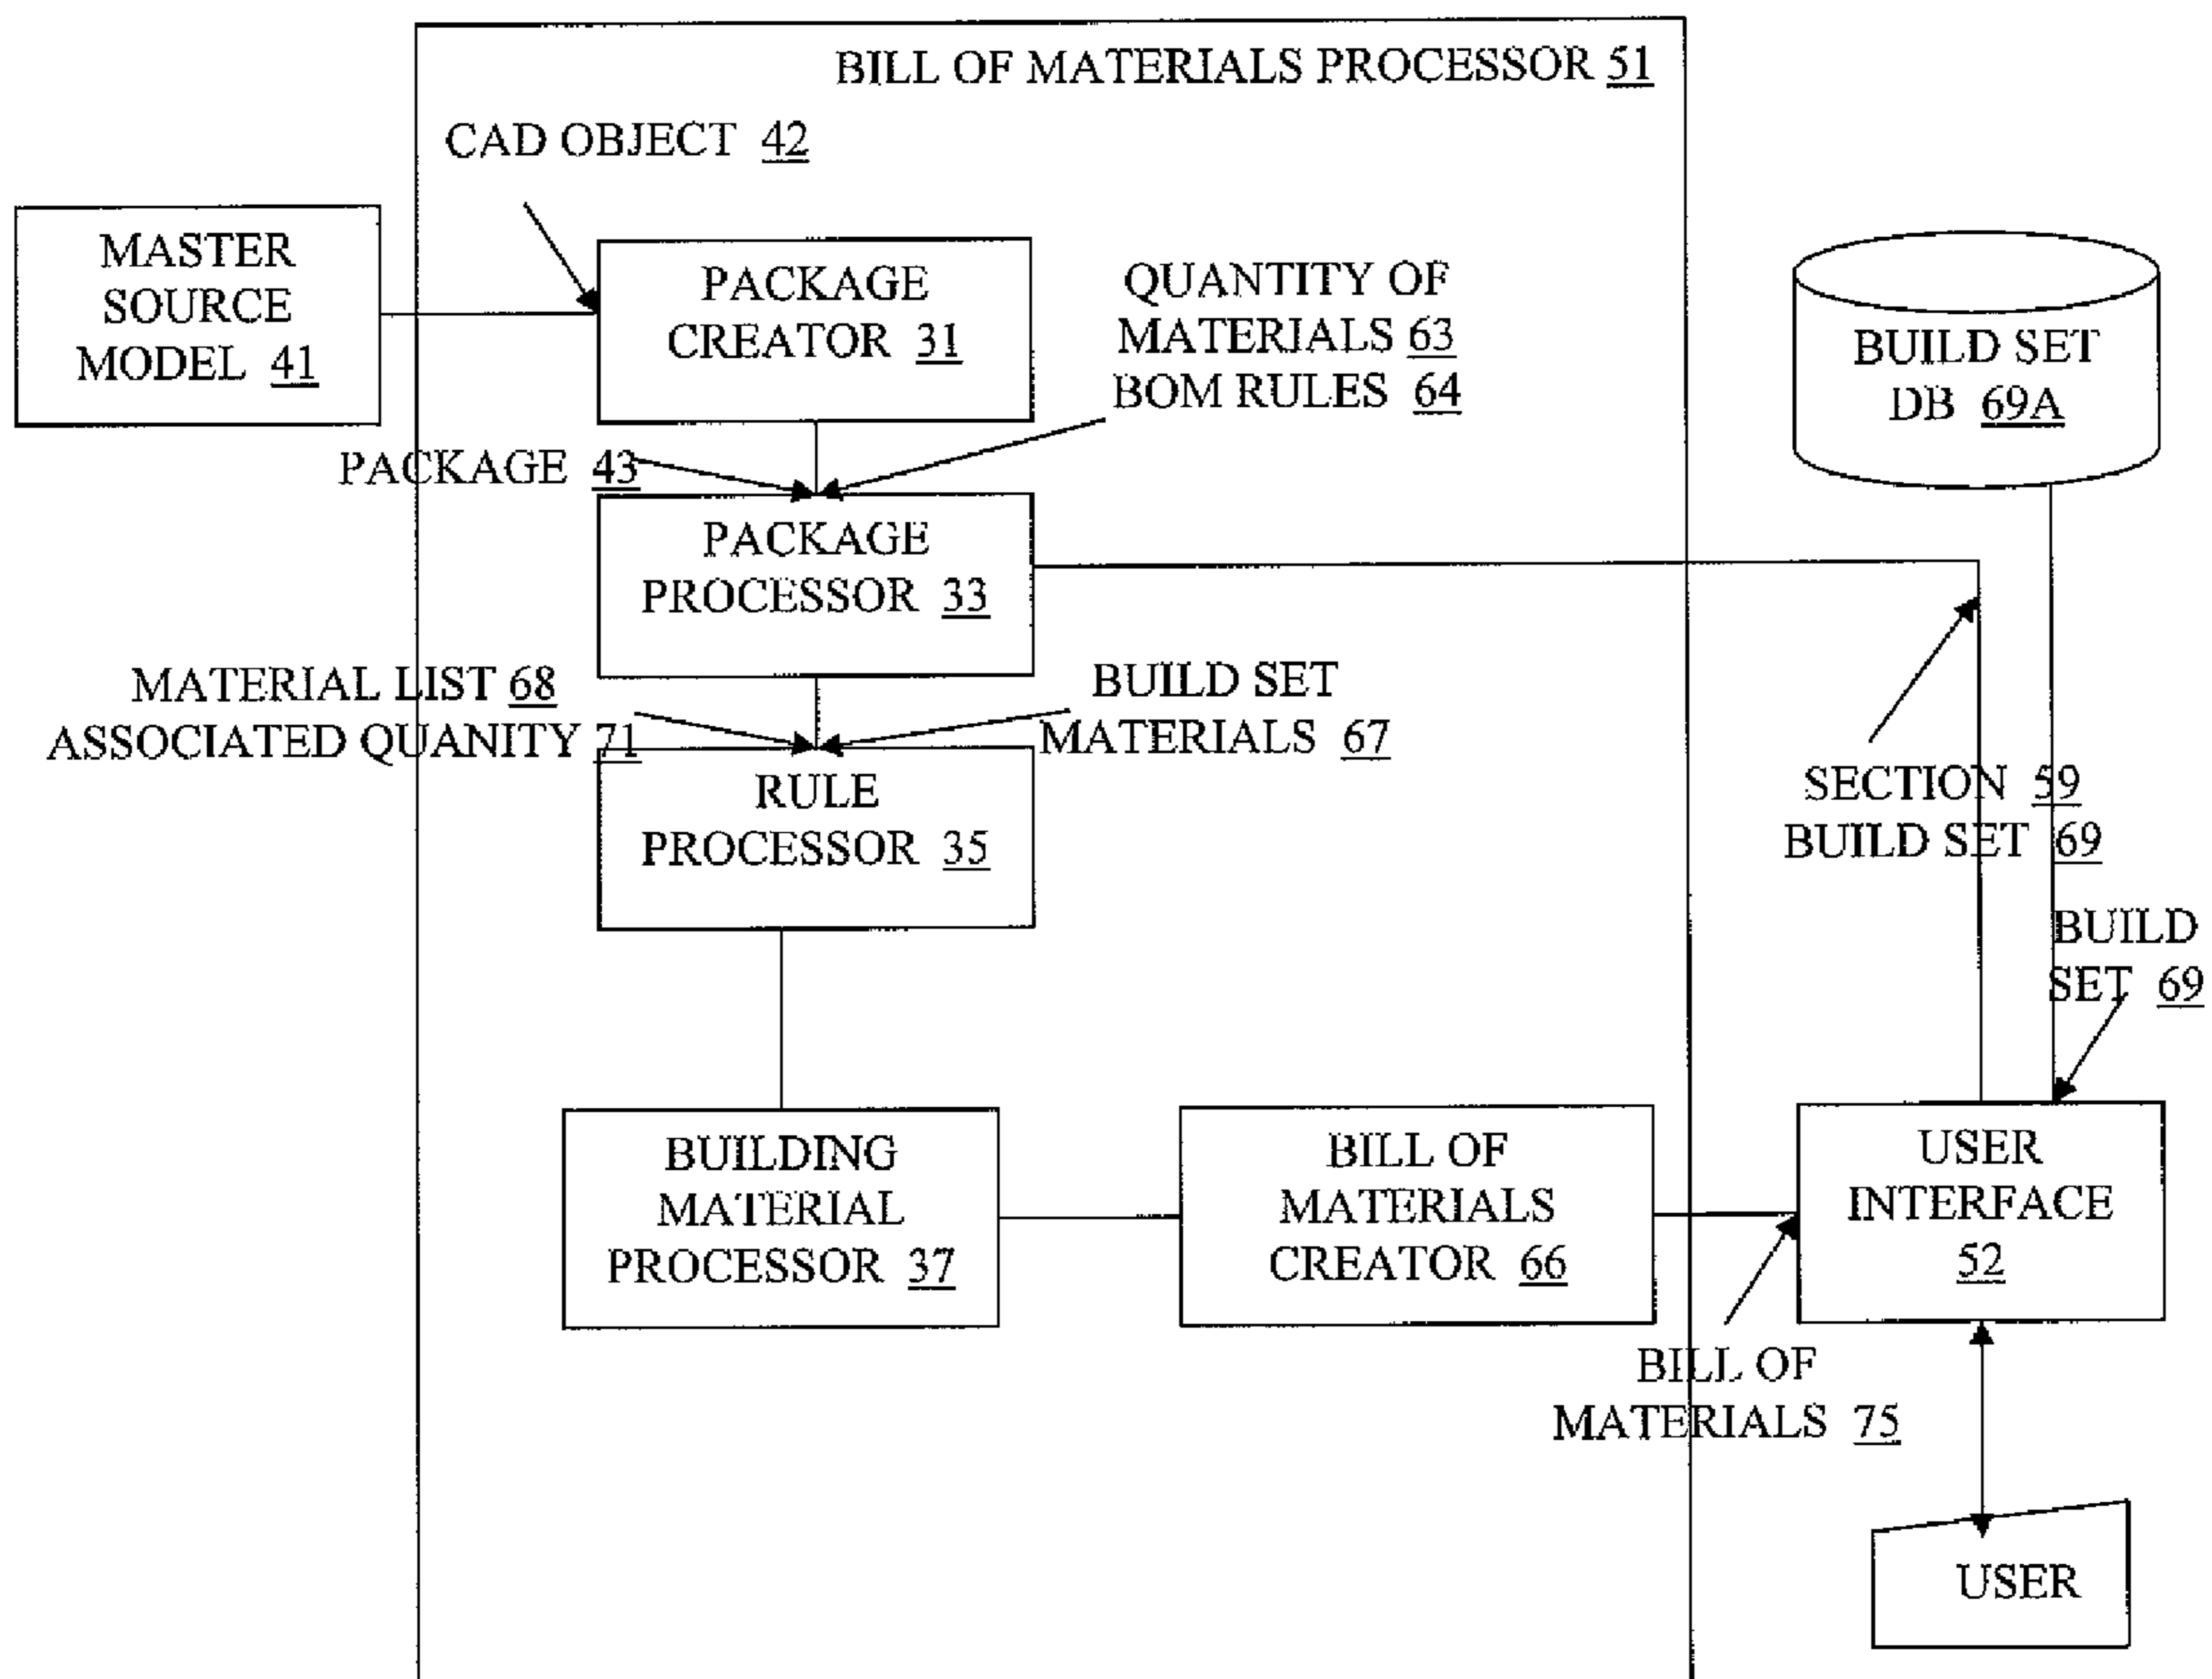 BILL OF MATERIALS PROCESSOR 51
CAD OBJECT 42
MASTER
SOURCE
MODEL 41
PACKAGE
CREATOR 31
QUANTITY OF
MATERIALS 63
BOM RULES 64
BUILD SET
DB 69A
PACKAGE 43
PACKAGE
PROCESSOR 33
MATERIAL LIST 68
ASSOCIATED QUANITY 71
BUILD SET
MATERIALS 67
RULE
PROCESSOR 35
SECTION 59
BUILD SET 69
BUILD
SET 69
BUILDING
MATERIAL
PROCESSOR 37
BILL OF
MATERIALS
CREATOR 66
USER
INTERFACE
52
BILL OF
MATERIALS 75
USER